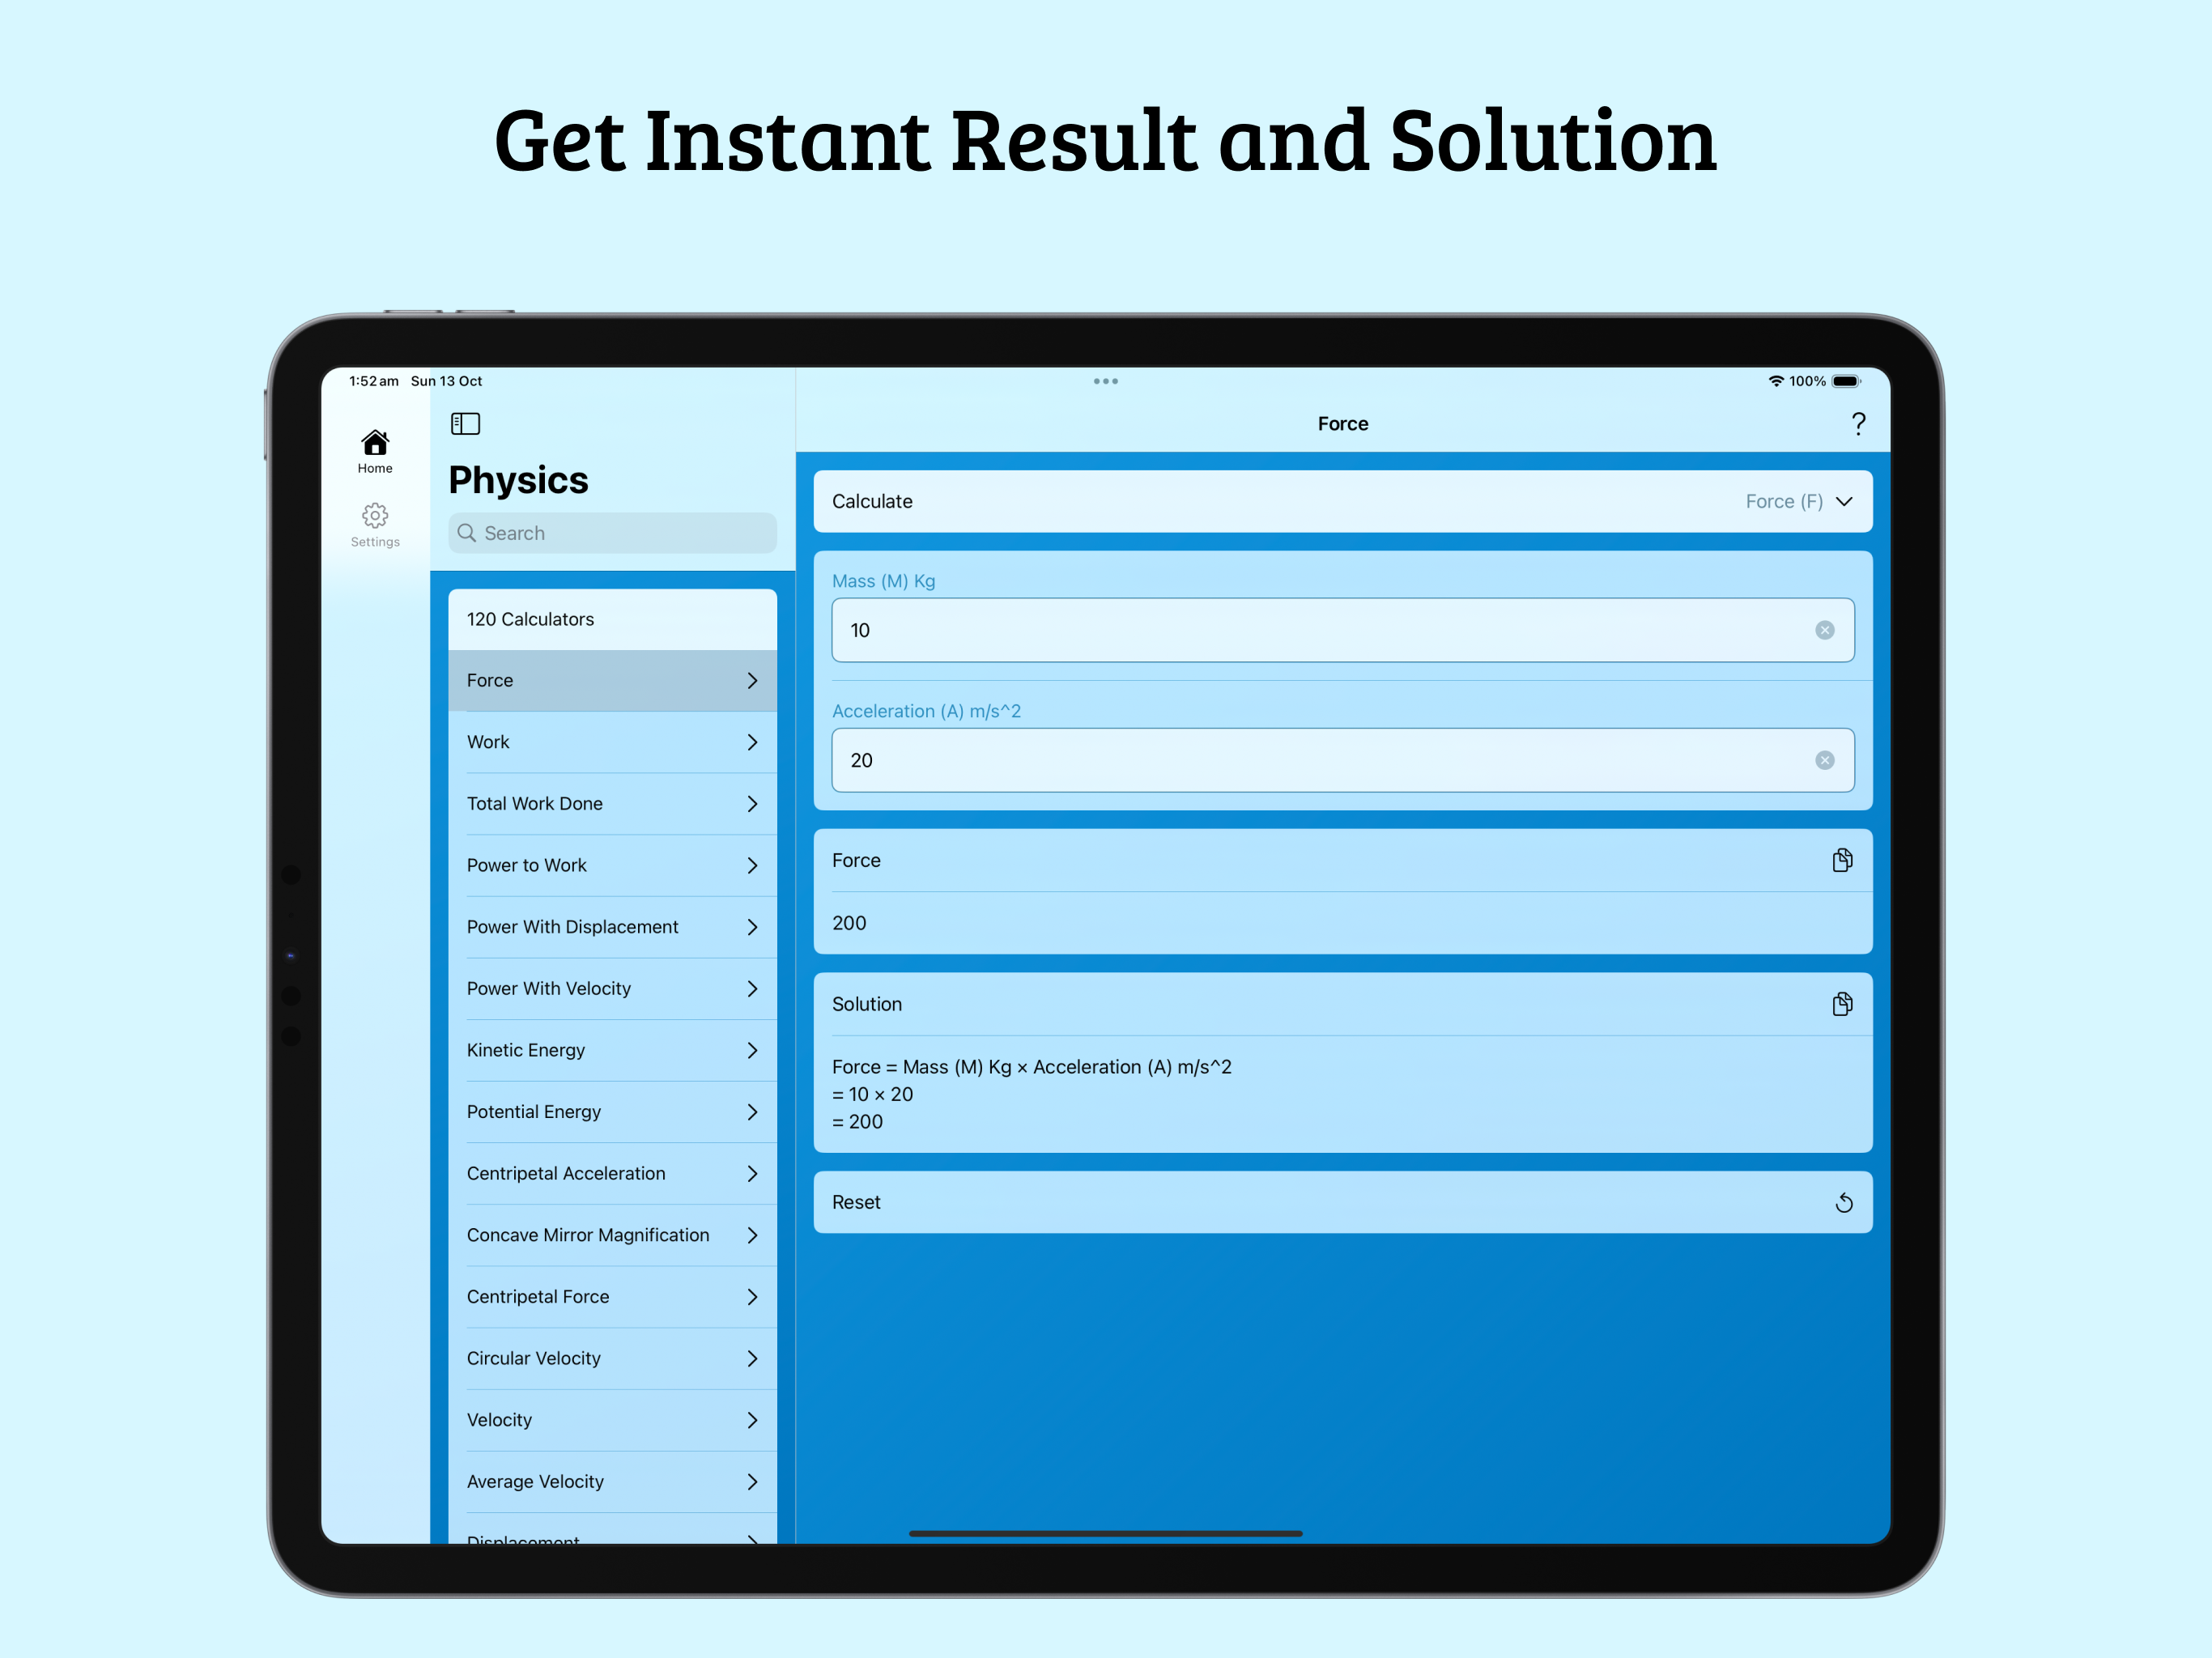 Get Instant Result and Solution
1:52 am Sun 13 Oct
100%
Home
Settings
Physics
Search
120 Calculators
Force
Work
Total Work Done
Power to Work
Power With Displacement
Power With Velocity
Kinetic Energy
Potential Energy
Centripetal Acceleration
Concave Mirror Magnification
Centripetal Force
Circular Velocity
Velocity
Average Velocity
Displacement
Force
?
Calculate
Force (F)
Mass (M) Kg
10
Acceleration (A) m/s^2
20
Force
200
Solution
Force = Mass (M) Kg × Acceleration (A) m/s^2
= 10 × 20
= 200
Reset